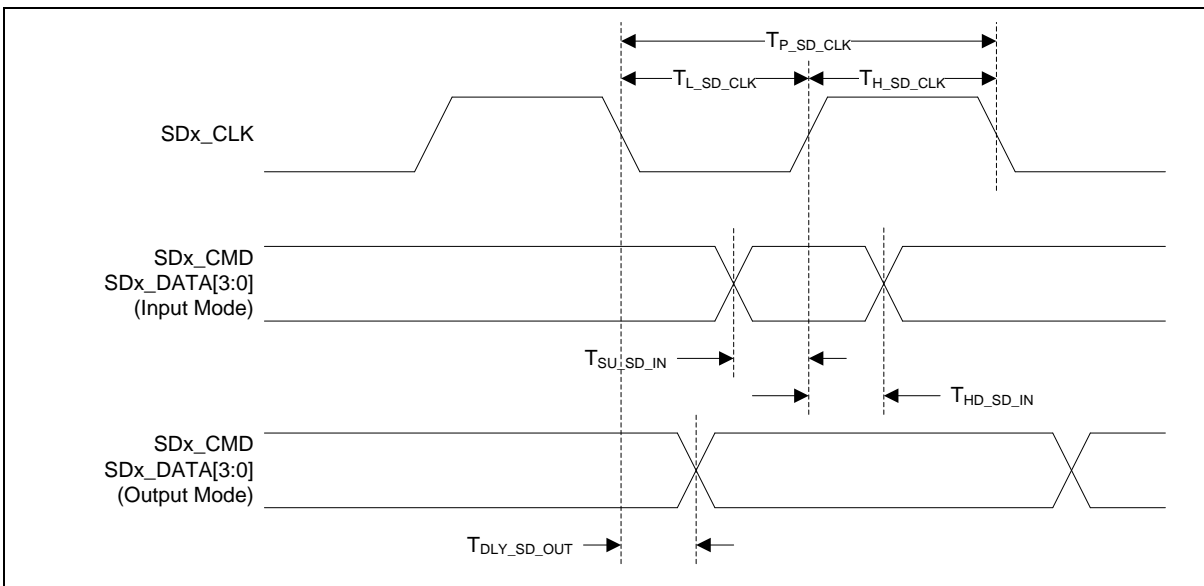 T_P_SD_CLK
T_L_SD_CLK
T_H_SD_CLK
SDx_CLK
SDx_CMD
SDx_DATA[3:0]
(Input Mode)
T_SU_SD_IN
T_HD_SD_IN
SDx_CMD
SDx_DATA[3:0]
(Output Mode)
T_DLY_SD_OUT